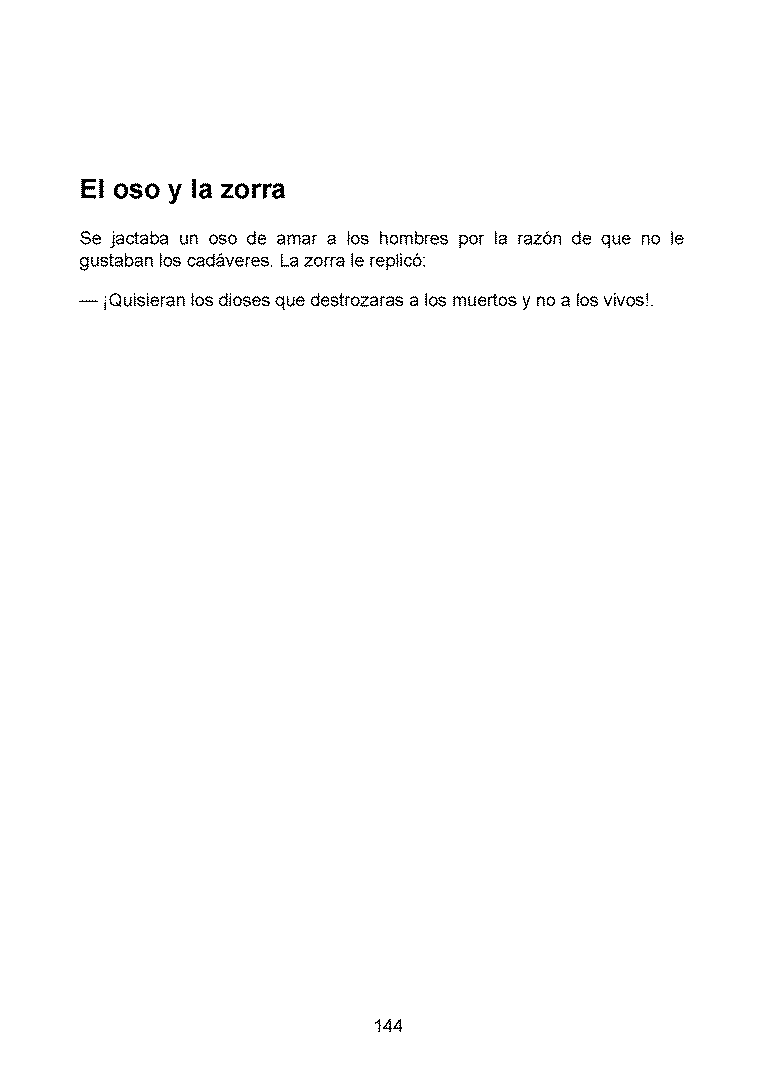 El oso y la zorra
Se jactaba un oso de amar a los hombres por la razón de que no le
gustaban los cadáveres. La zorra le replicó:
— ¡Quisieran los dioses que destrozaras a los muertos y no a los vivos!.
144